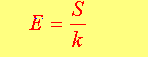 E = S/k